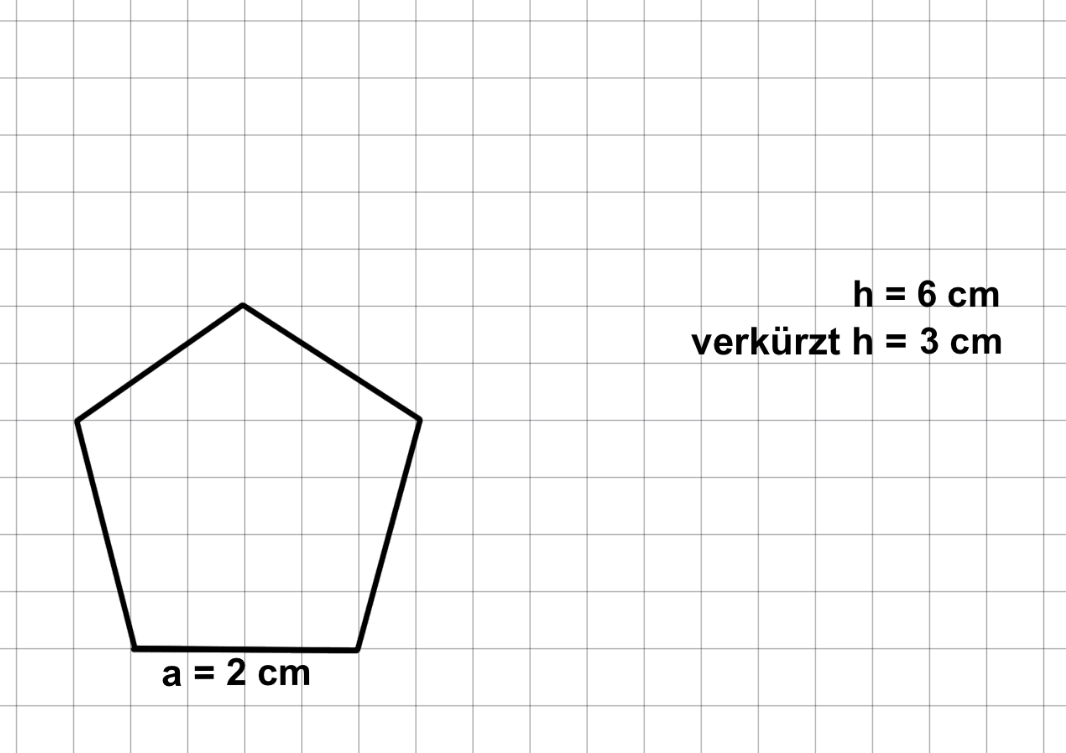 h = 6 cm
verkürzt h = 3 cm
a = 2 cm